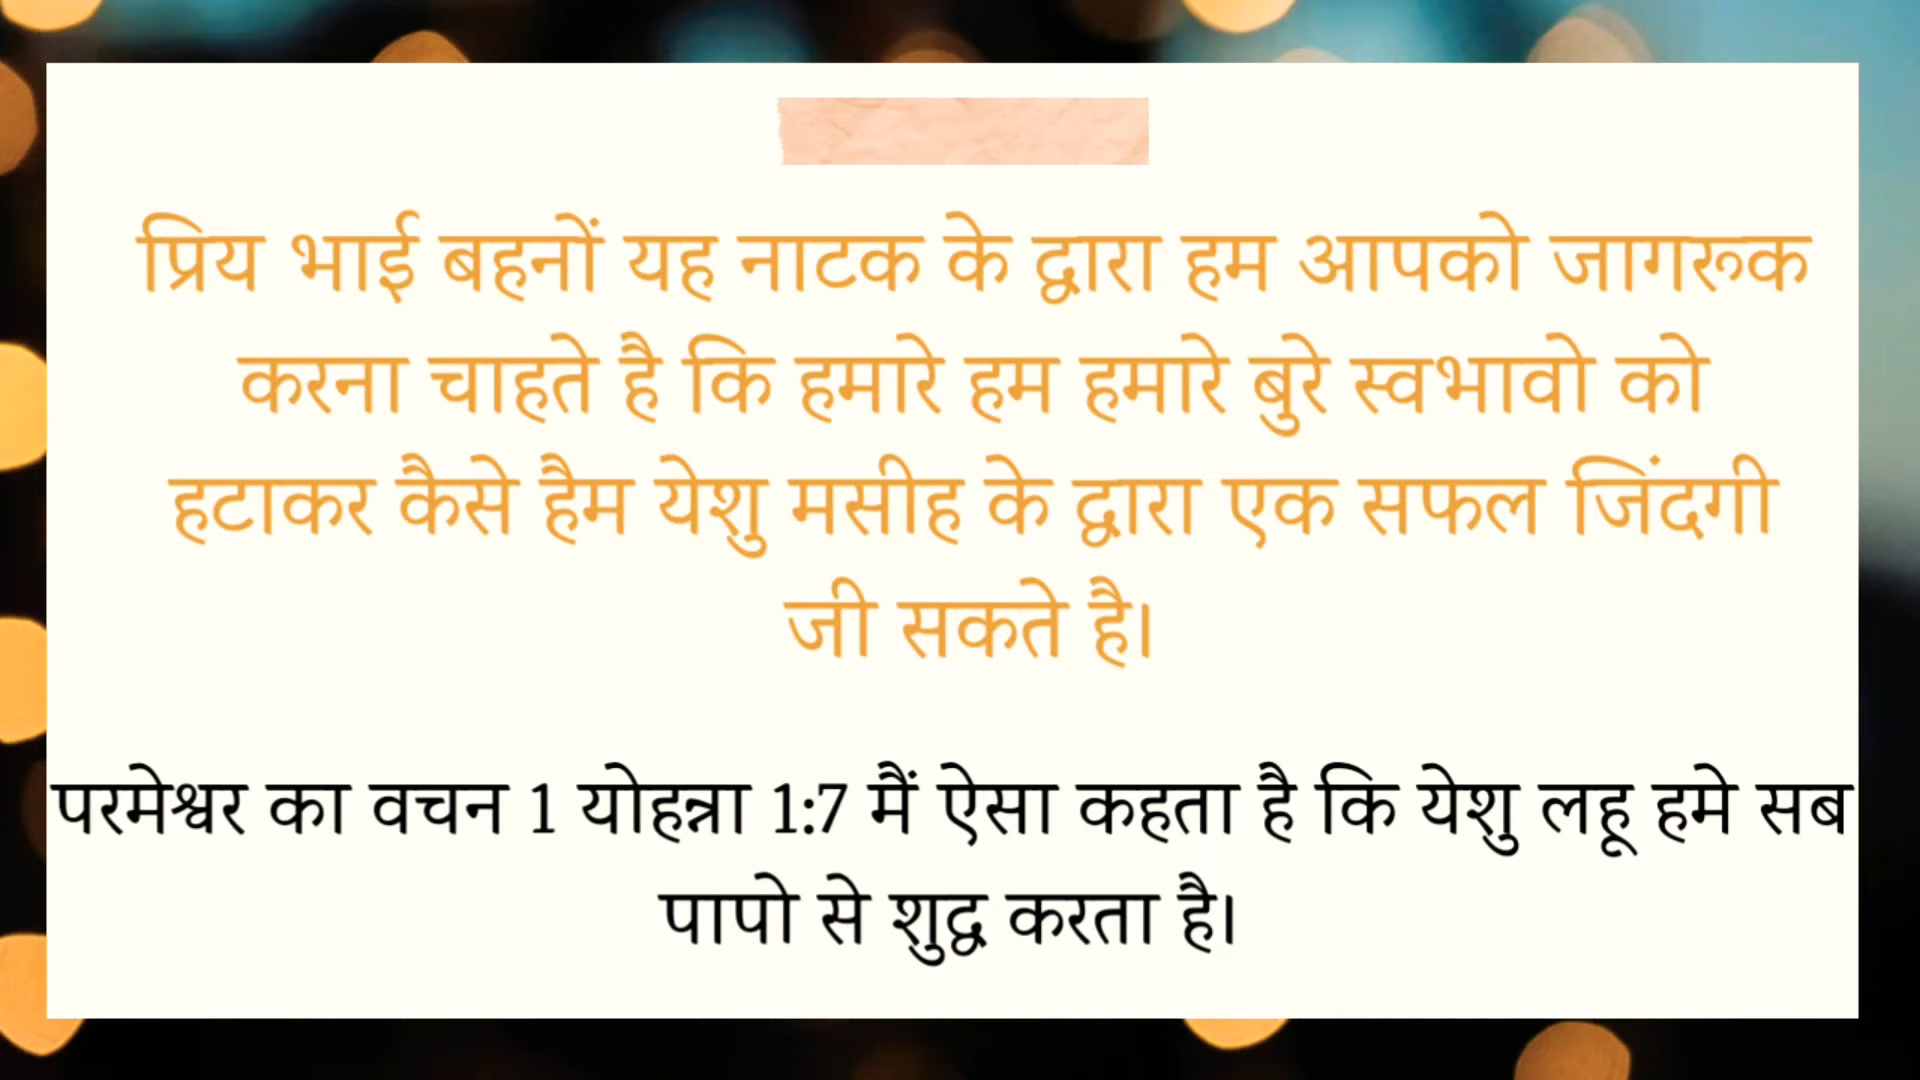 प्रिय भाई बहनों यह नाटक के द्वारा हम आपको जागरूक
करना चाहते है कि हमारे हम हमारे बुरे स्वभावो को
हटाकर कैसे हैम येशु मसीह के द्वारा एक सफल जिंदगी
जी सकते है।
परमेश्वर का वचन 1 योहन्ना 1:7 मैं ऐसा कहता है कि येशु लहू हमे सब
पापो से शुद्ध करता है।